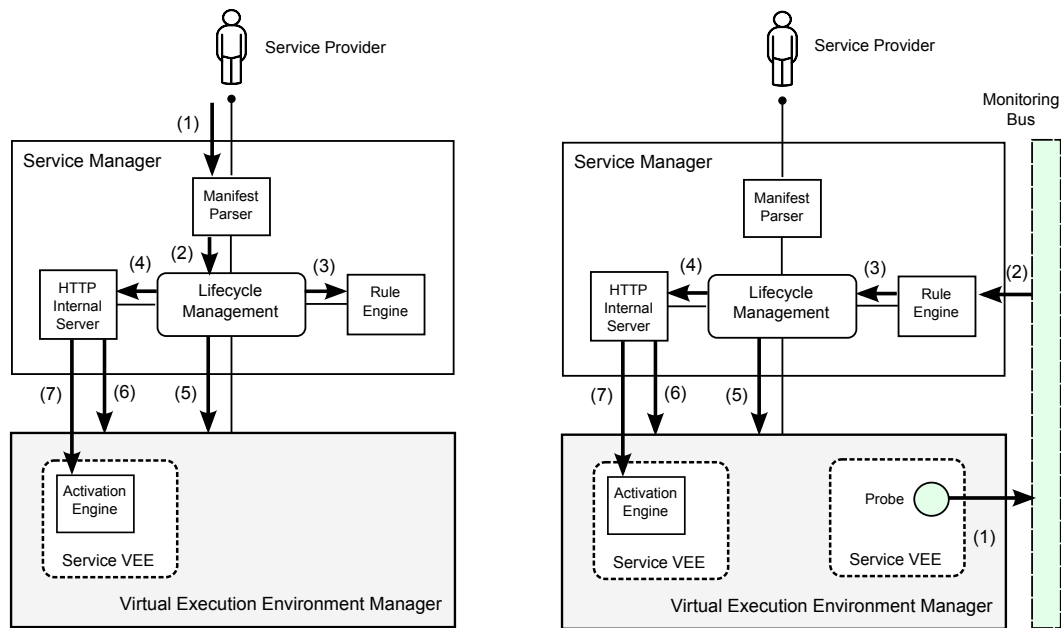 Service Provider
(1)
Service Manager
Manifest
Parser
(2)
(4)
(3)
HTTP
Internal
Server
Lifecycle
Management
Rule
Engine
(7)
(6)
(5)
Activation
Engine
Service VEE
Virtual Execution Environment Manager
Service Provider
Monitoring
Bus
Service Manager
Manifest
Parser
(4)
(3)
(2)
HTTP
Internal
Server
Lifecycle
Management
Rule
Engine
(7)
(6)
(5)
Activation
Engine
Service VEE
Probe
(1)
Service VEE
Virtual Execution Environment Manager